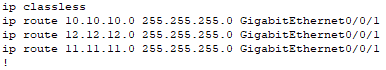 ip classless
ip route 10.10.10.0 255.255.255.0 GigabitEthernet0/0/1
ip route 12.12.12.0 255.255.255.0 GigabitEthernet0/0/1
ip route 11.11.11.0 255.255.255.0 GigabitEthernet0/0/1
!